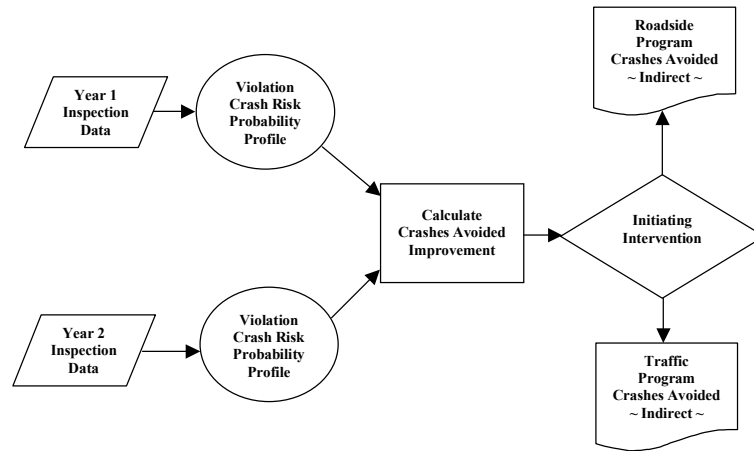 Year 1
Inspection
Data
Violation
Crash Risk
Probability
Profile
Year 2
Inspection
Data
Violation
Crash Risk
Probability
Profile
Calculate
Crashes Avoided
Improvement
Initiating
Intervention
Roadside
Program
Crashes Avoided
~ Indirect ~
Traffic
Program
Crashes Avoided
~ Indirect ~